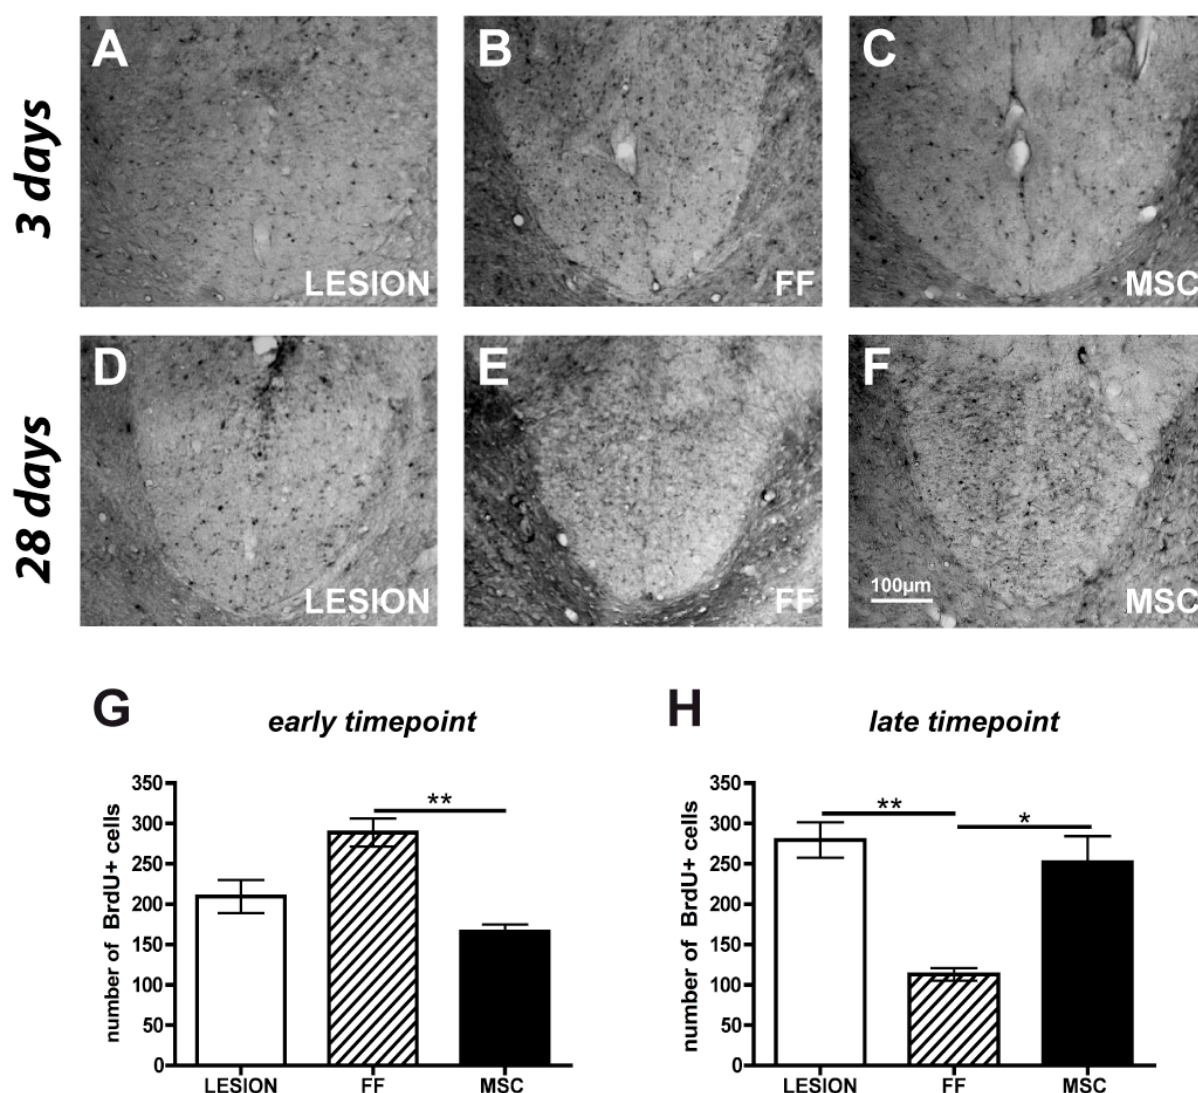 3 days
A
LESION
B
FF
C
MSC
28 days
D
LESION
E
FF
F
100µm
MSC
G
early timepoint
number of BrdU+ cells
350
300
250
200
150
100
50
0
**
LESION
FF
MSC
H
late timepoint
number of BrdU+ cells
350
300
250
200
150
100
50
0
**
*
LESION
FF
MSC